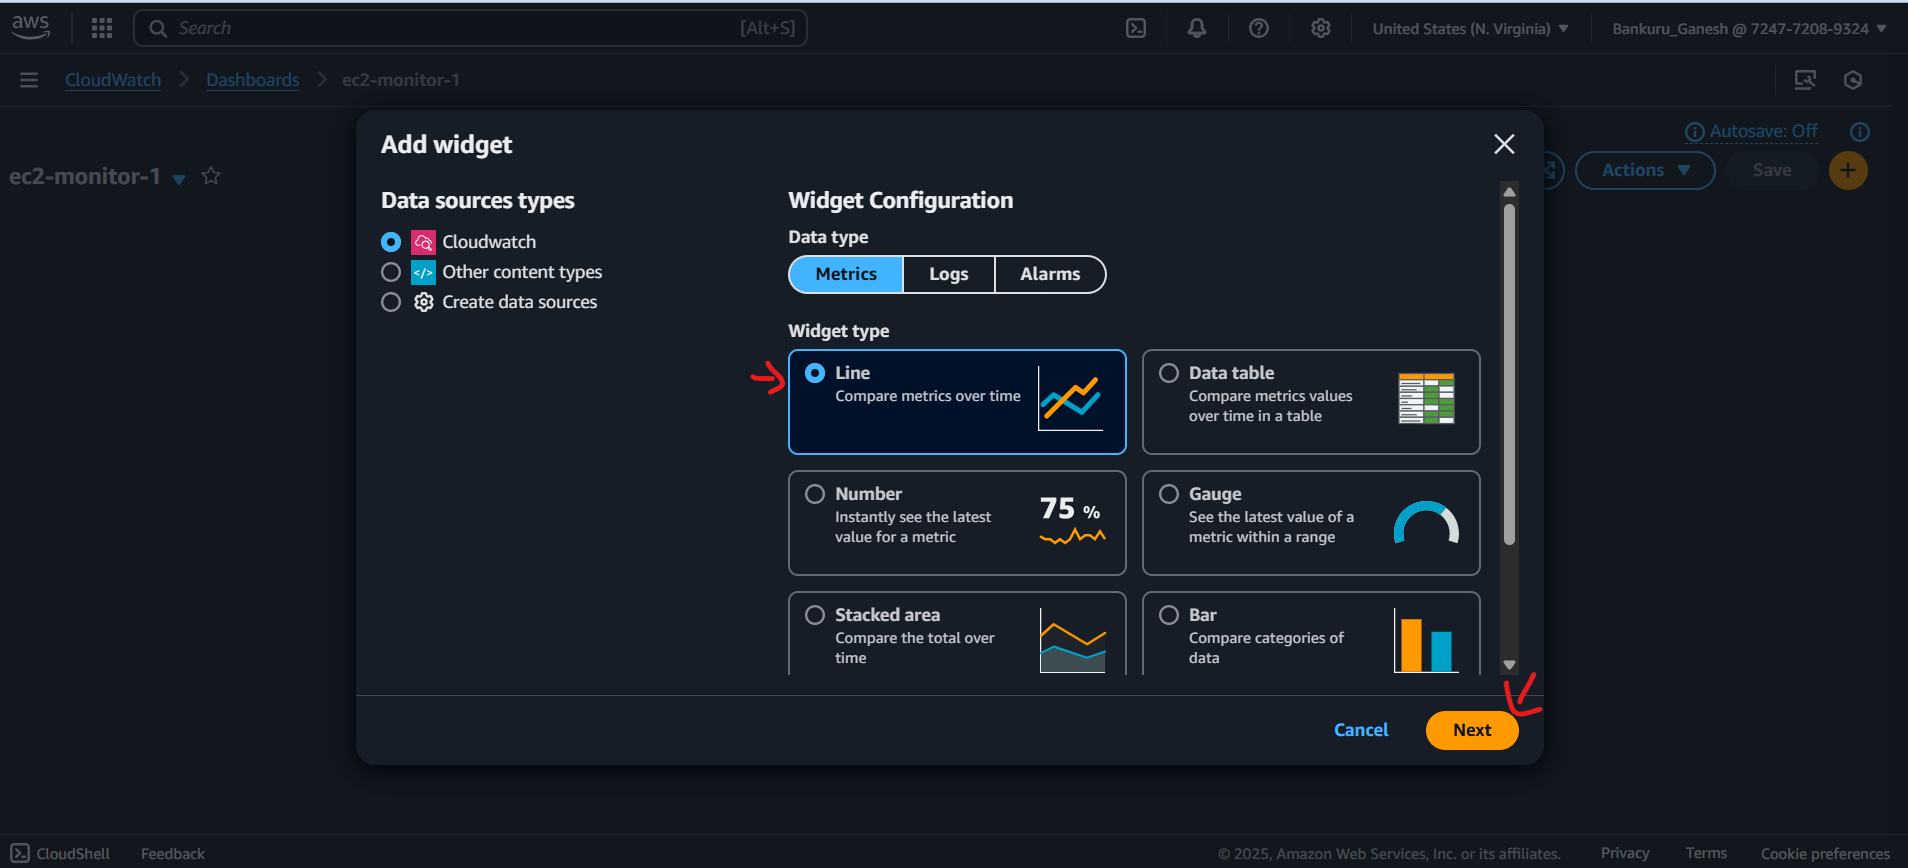 aws
Search [Alt+S]
United States (N. Virginia)
Bankuru_Ganesh @ 7247-7208-9324
CloudWatch
Dashboards
ec2-monitor-1
Autosave: Off
ec2-monitor-1
Actions
Save
Add widget
Data sources types
Cloudwatch
</> Other content types
Create data sources
Widget Configuration
Data type
Metrics
Logs
Alarms
Widget type
Line
Compare metrics over time
Data table
Compare metrics values
over time in a table
Number
Instantly see the latest
value for a metric
75 %
Gauge
See the latest value of a
metric within a range
Stacked area
Compare the total over
time
Bar
Compare categories of
data
Cancel
Next
CloudShell
Feedback
© 2025, Amazon Web Services, Inc. or its affiliates.
Privacy
Terms
Cookie preferences